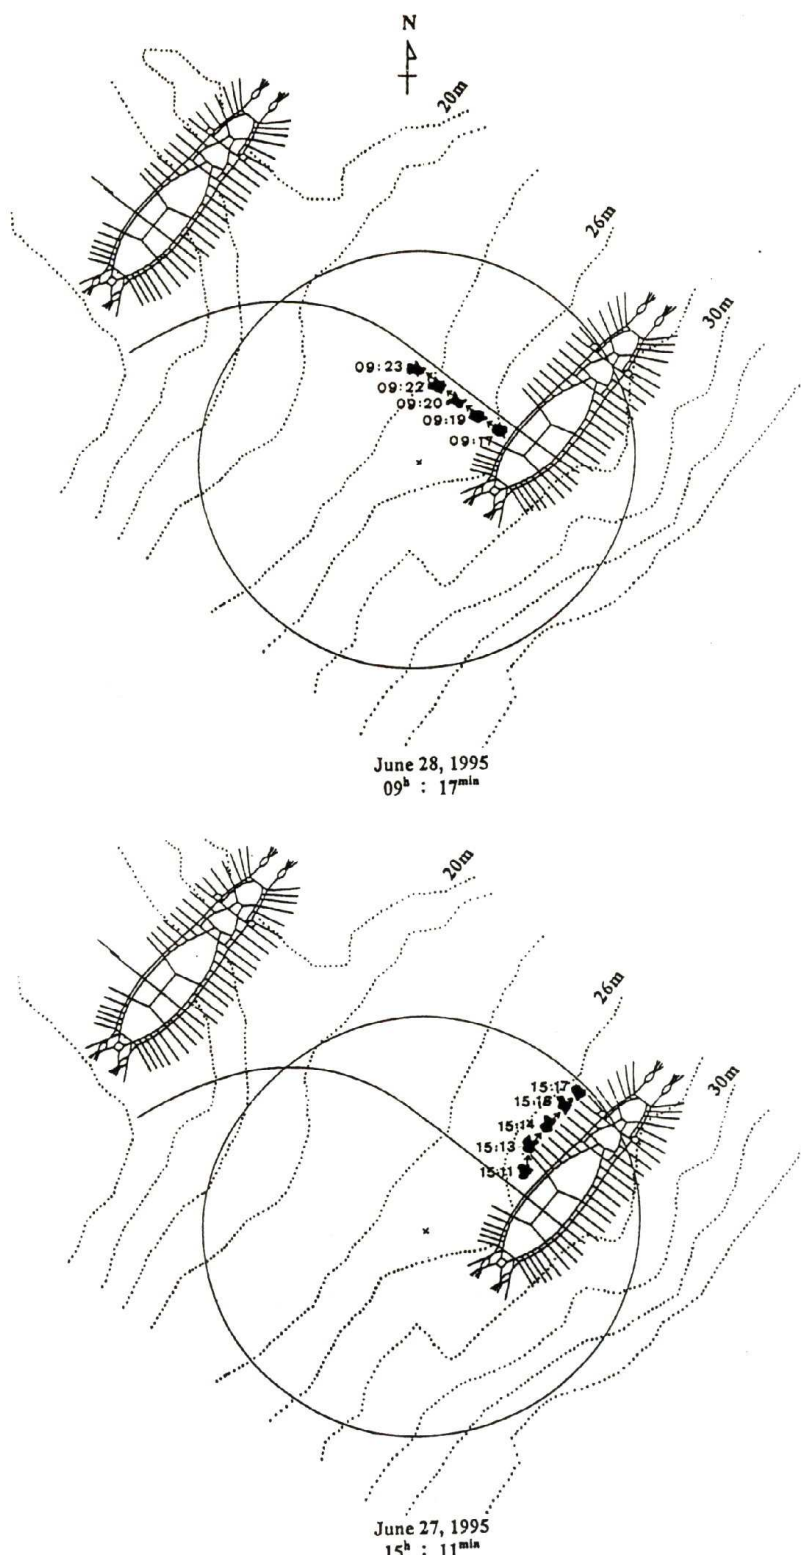 N
20m
26m
30m
09:23
09:22
09:20
09:19
09:17
June 28, 1995
09h : 17min
20m
26m
30m
15:17
15:16
15:14
15:13
15:11
June 27, 1995
15h : 11min